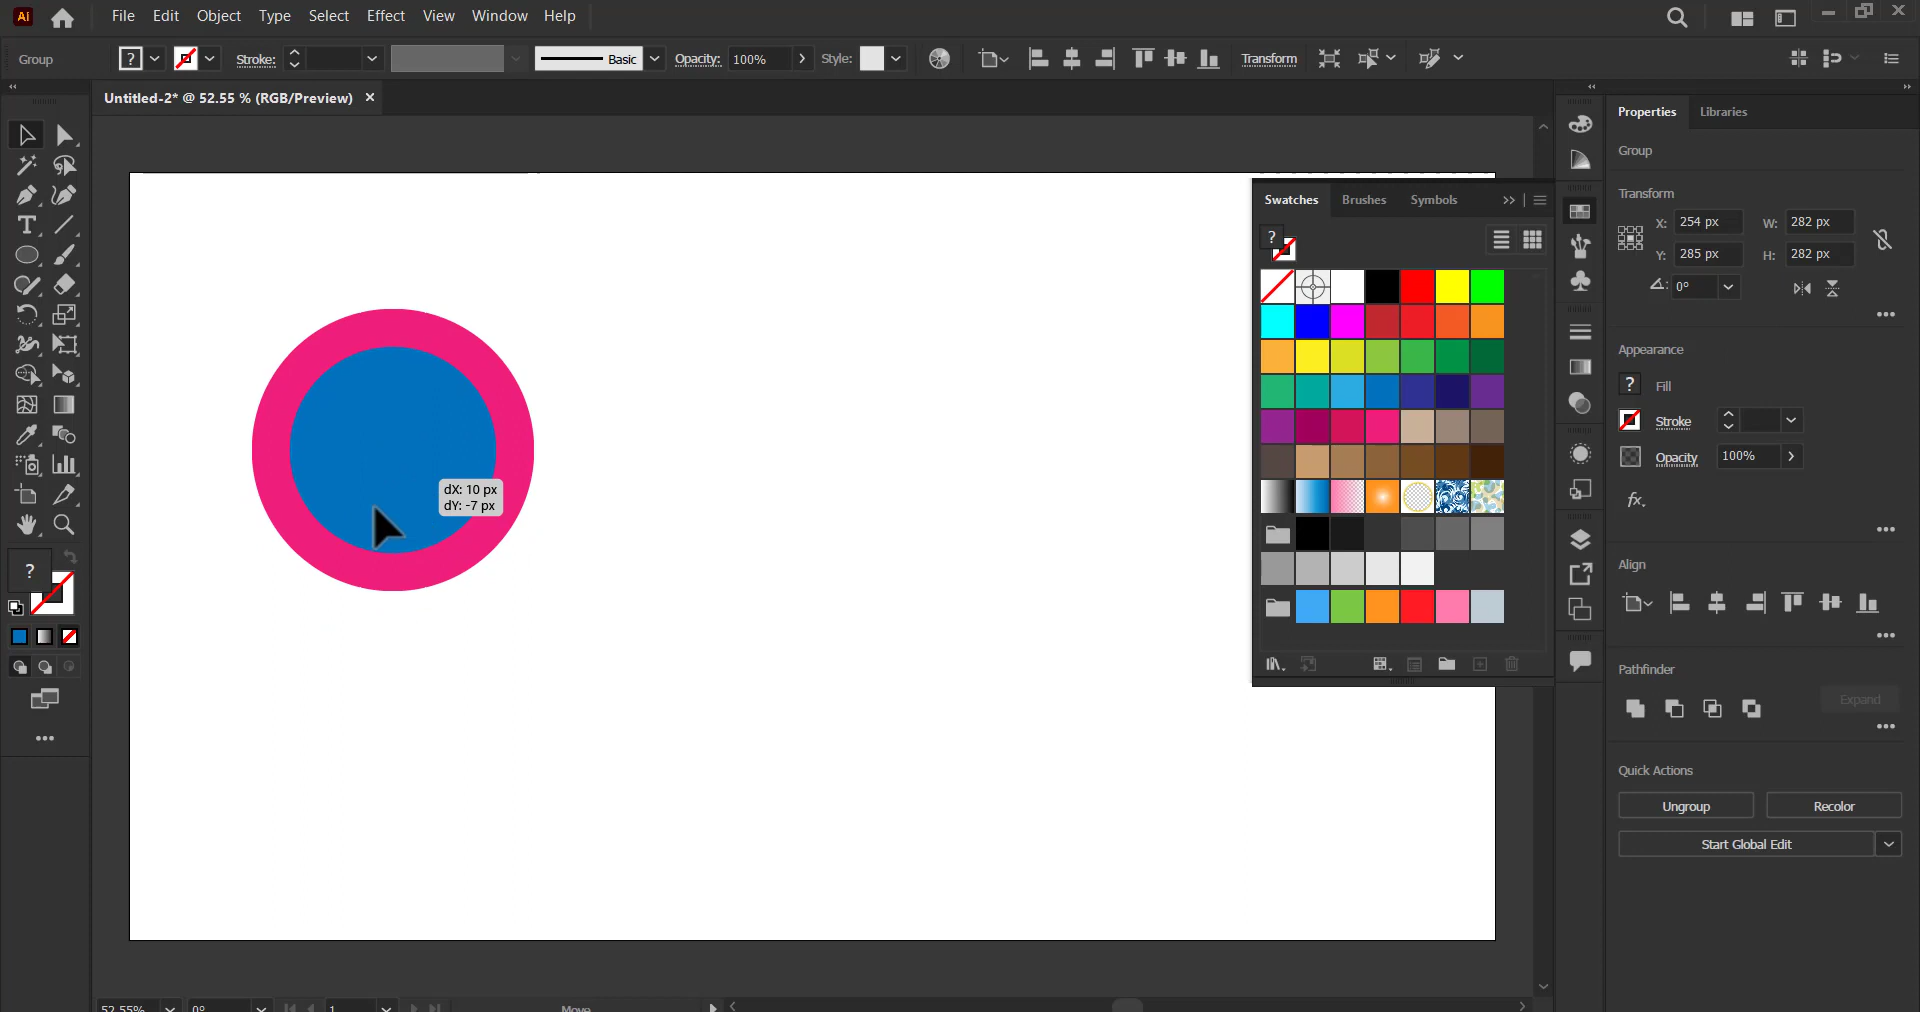 Ai File Edit Object Type Select Effect View Window Help
Group ? Stroke: Basic Opacity: 100% Style: Transform
Untitled-2* @ 52.55 % (RGB/Preview) ×
Properties Libraries
Group
Transform
X: 254 px W: 282 px
Y: 285 px H: 282 px
0°
Appearance
? Fill
Stroke
Opacity 100%
fx.
Align
Pathfinder
Expand
Quick Actions
Ungroup Recolor
Start Global Edit
Swatches Brushes Symbols
?
dX: 10 px
dY: -7 px
T
?
52.55% 0° 1 Move